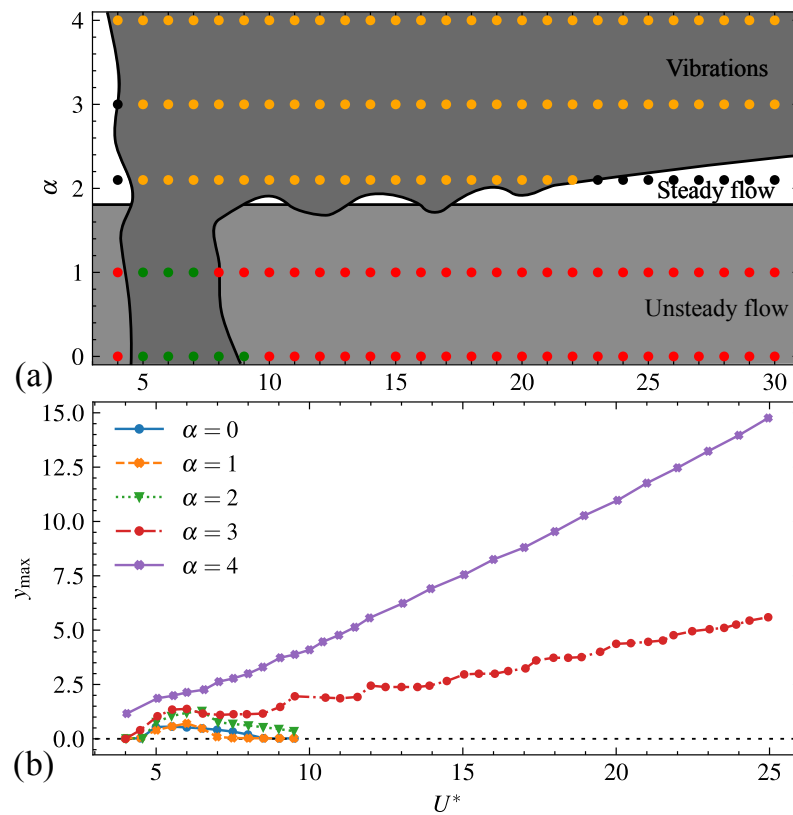 4
3
2
1
0
α
Vibrations
Steady flow
Unsteady flow
(a)
5 10 15 20 25 30
15.0
12.5
10.0
7.5
5.0
2.5
0.0
y_max
α = 0
α = 1
α = 2
α = 3
α = 4
(b)
5 10 15 20 25
U*